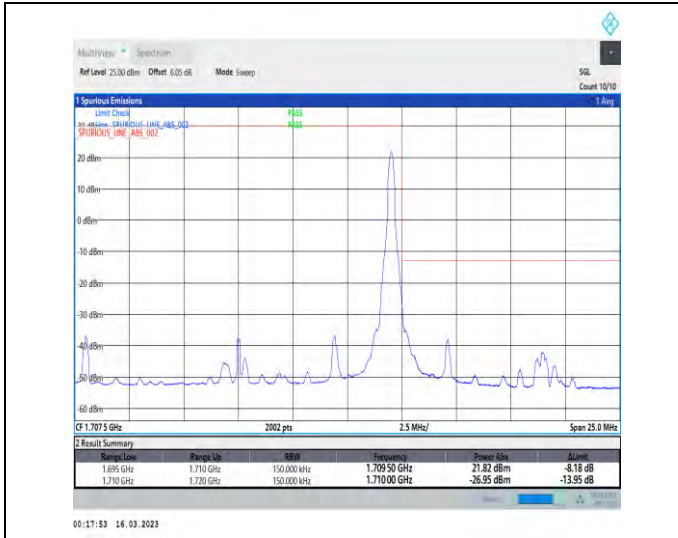 MultiView Spectrum
Ref Level 25.00 dBm Offset 6.05 dB Mode Sweep SGL
Count 10/10
1 Spurious Emissions 1 Avg
Limit Check PASS
Line _SPURIOUS_LINE_ABS_002 PASS
SPURIOUS_LINE_ABS_002
20 dBm
10 dBm
0 dBm
-10 dBm
-20 dBm
-30 dBm
-40 dBm
-50 dBm
-60 dBm
CF 1.707 5 GHz 2002 pts 2.5 MHz/ Span 25.0 MHz
2 Result Summary
Range Low Range Up RBW Frequency Power Abs ΔLimit
1.695 GHz 1.710 GHz 150.000 kHz 1.709 50 GHz 21.82 dBm -8.18 dB
1.710 GHz 1.720 GHz 150.000 kHz 1.710 00 GHz -26.95 dBm -13.95 dB
00:17:53 16.03.2023